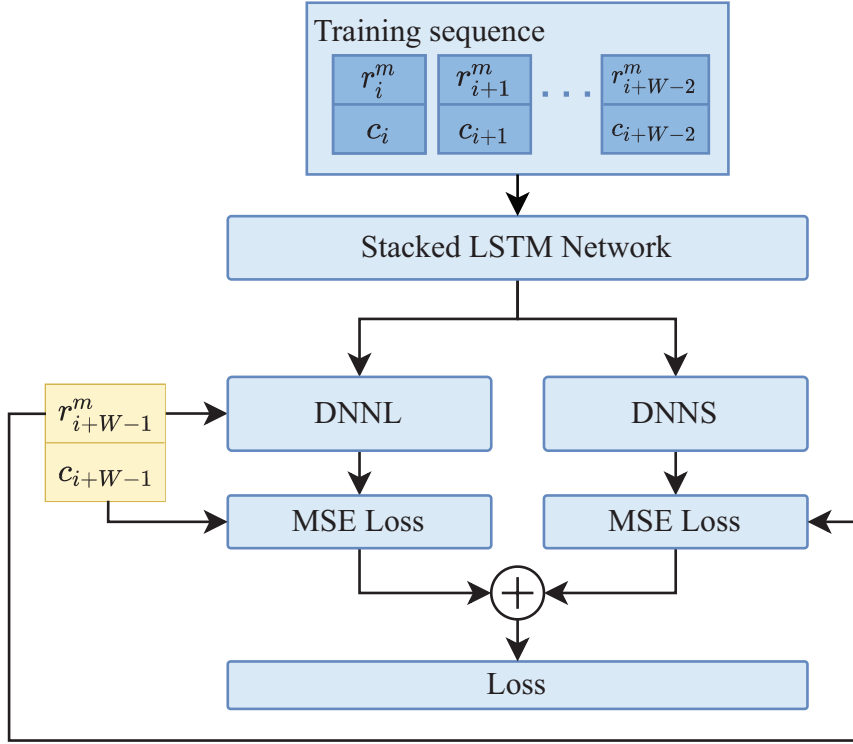 Training sequence
r_i^m r_{i+1}^m ... r_{i+W-2}^m
c_i c_{i+1} c_{i+W-2}
Stacked LSTM Network
DNNL DNNS
r_{i+W-1}^m
c_{i+W-1}
MSE Loss MSE Loss
+
Loss